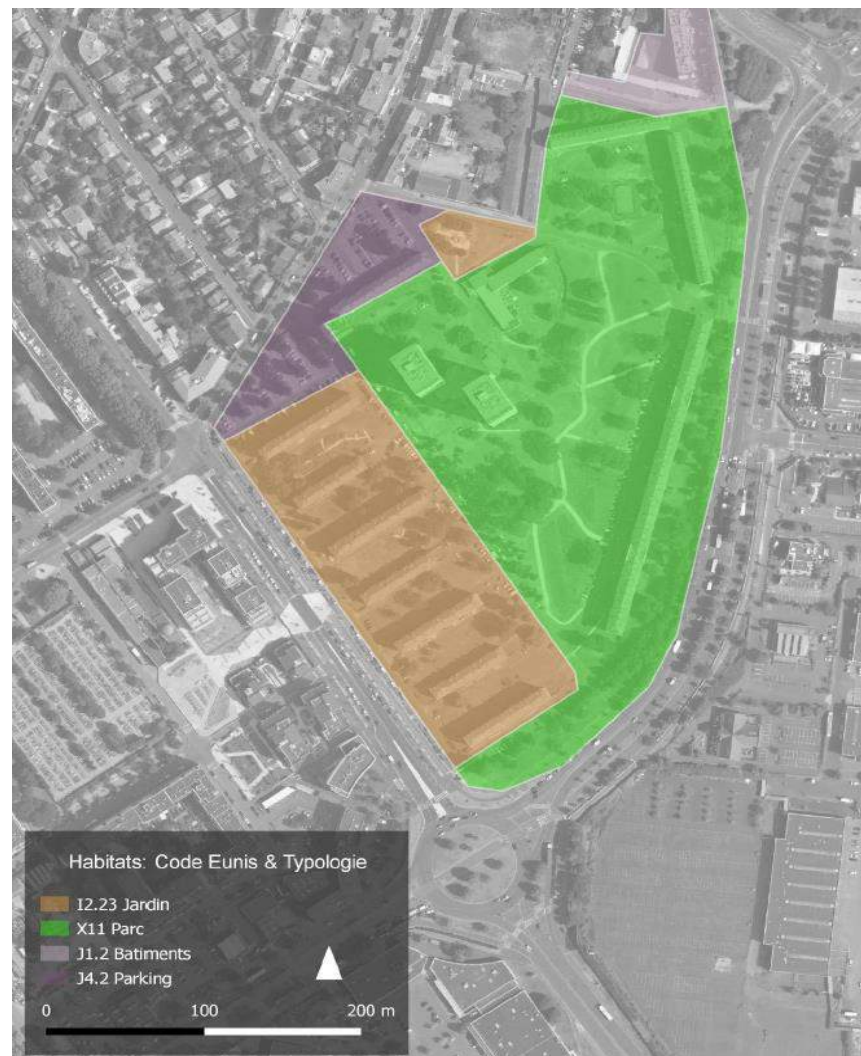 Habitats: Code Eunis & Typologie
I2.23 Jardin
X11 Parc
J1.2 Batiments
J4.2 Parking
0 100 200 m